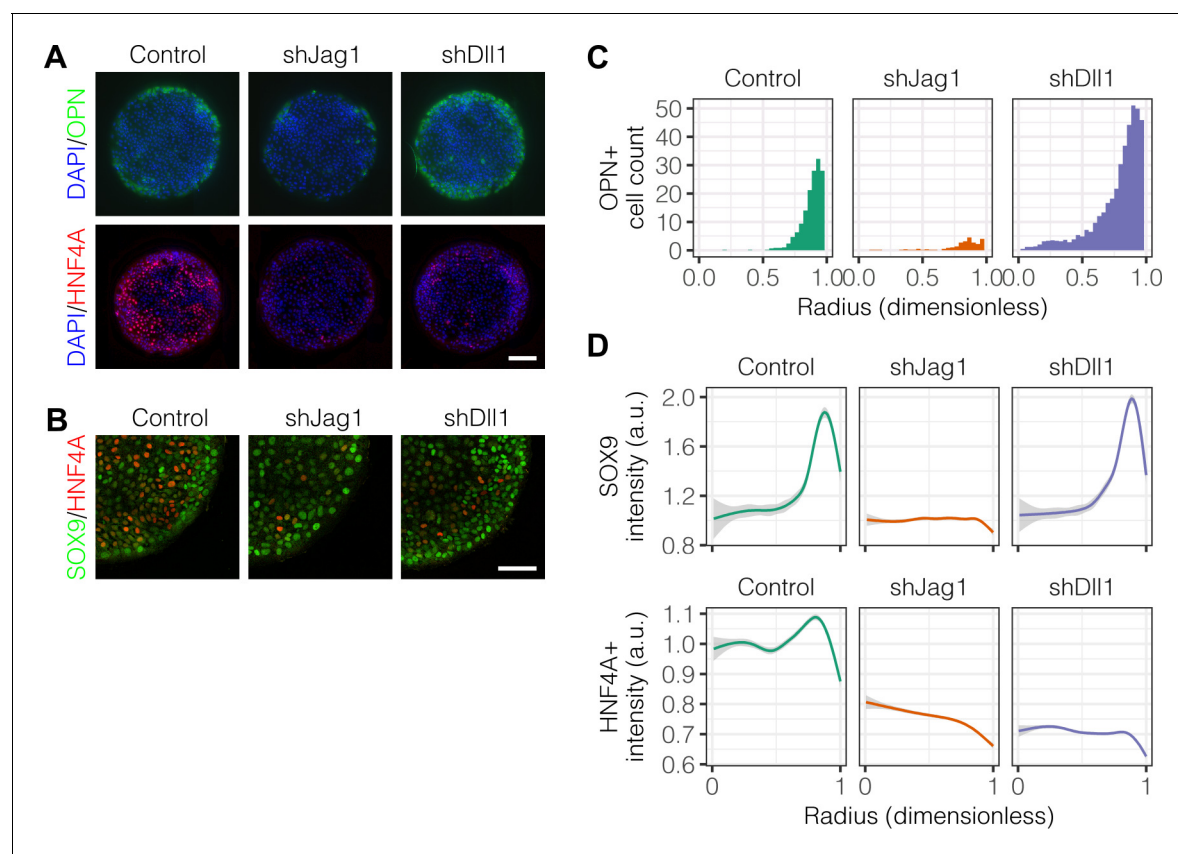 A
Control
shJag1
shDll1
DAPI/OPN
DAPI/HNF4A
B
Control
shJag1
shDll1
SOX9/HNF4A
C
Control
shJag1
shDll1
OPN+
cell count
50
40
30
20
10
0
0.0
0.5
1.0
0.0
0.5
1.0
0.0
0.5
1.0
Radius (dimensionless)
D
Control
shJag1
shDll1
SOX9
intensity (a.u.)
2.0
1.6
1.2
0.8
Control
shJag1
shDll1
HNF4A+
intensity (a.u.)
1.1
1.0
0.9
0.8
0.7
0.6
0
1
0
1
0
1
Radius (dimensionless)